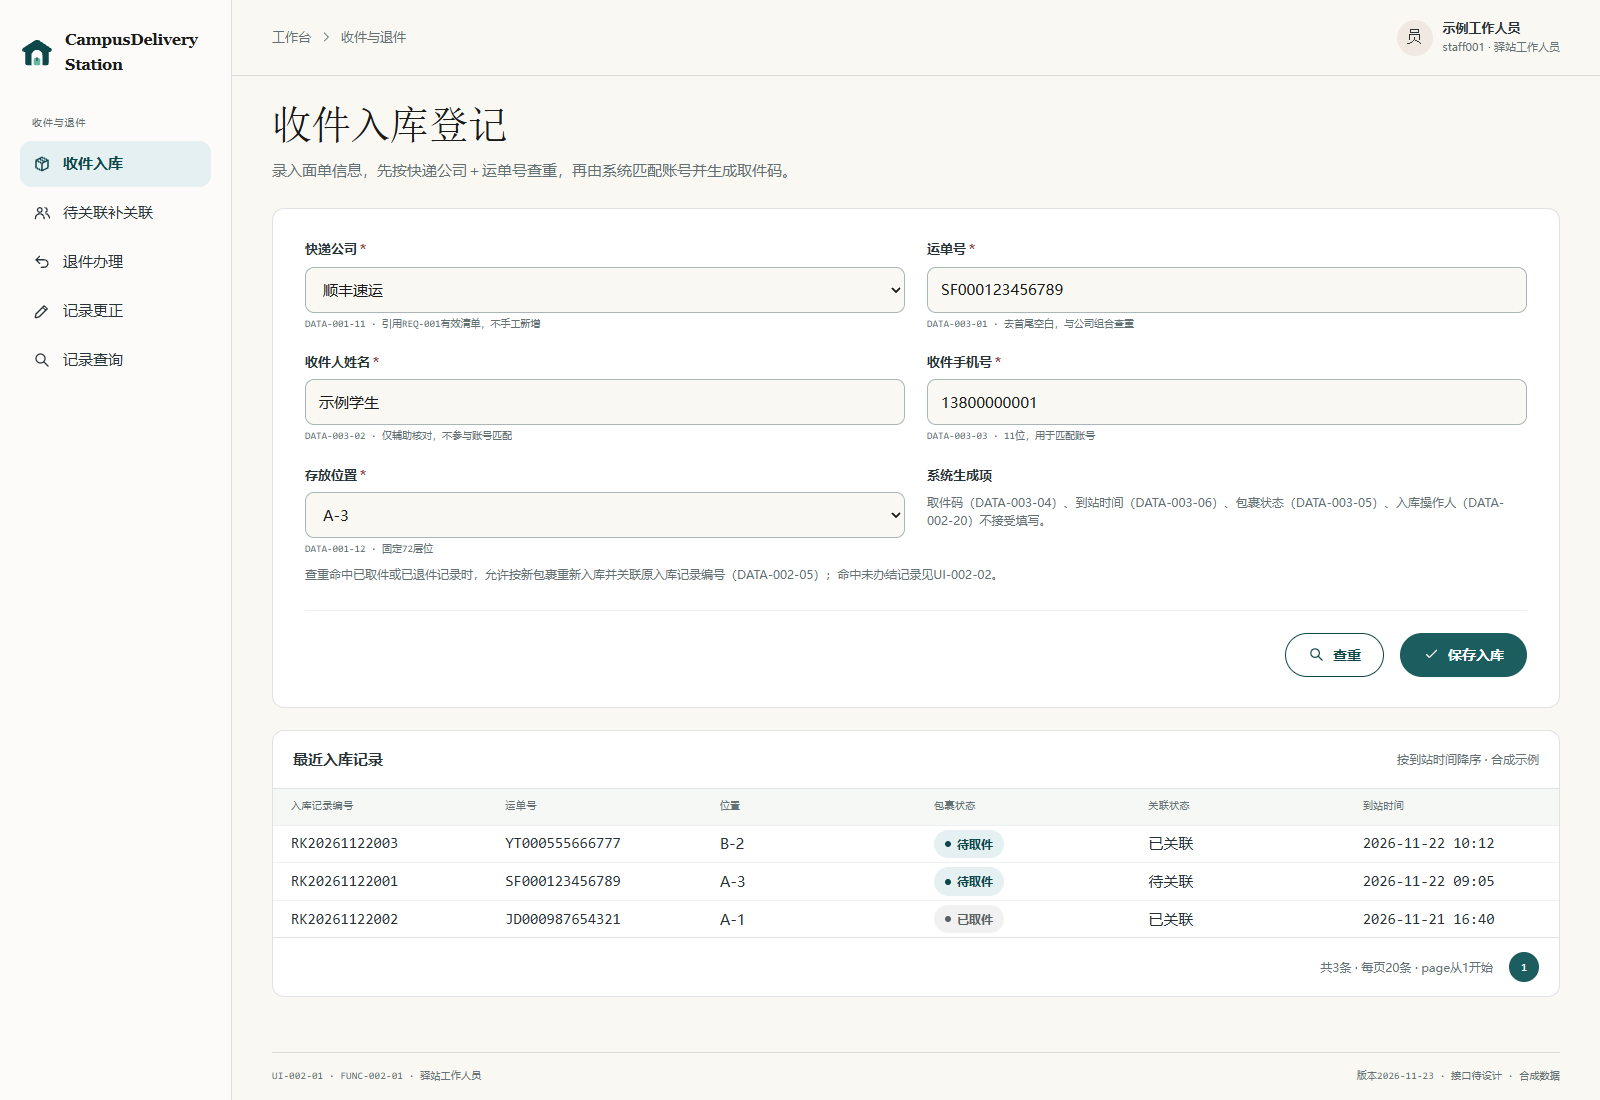 CampusDelivery
Station
收件与退件
收件入库
待关联补关联
退件办理
记录更正
记录查询
工作台 > 收件与退件
员
示例工作人员
staff001 · 驿站工作人员
收件入库登记
录入面单信息，先按快递公司＋运单号查重，再由系统匹配账号并生成取件码。
快递公司 *
顺丰速运
DATA-001-11 · 引用REQ-001有效清单，不手工新增
运单号 *
SF000123456789
DATA-003-01 · 去首尾空白，与公司组合查重
收件人姓名 *
示例学生
DATA-003-02 · 仅辅助核对，不参与账号匹配
收件手机号 *
13800000001
DATA-003-03 · 11位，用于匹配账号
存放位置 *
A-3
DATA-001-12 · 固定72层位
系统生成项
取件码（DATA-003-04）、到站时间（DATA-003-06）、包裹状态（DATA-003-05）、入库操作人（DATA-
002-20）不接受填写。
查重命中已取件或已退件记录时，允许按新包裹重新入库并关联原入库记录编号（DATA-002-05）；命中未办结记录见UI-002-02。
查重
保存入库
最近入库记录
按到站时间降序 · 合成示例
入库记录编号 运单号 位置 包裹状态 关联状态 到站时间
RK20261122003 YT000555666777 B-2 待取件 已关联 2026-11-22 10:12
RK20261122001 SF000123456789 A-3 待取件 待关联 2026-11-22 09:05
RK20261122002 JD000987654321 A-1 已取件 已关联 2026-11-21 16:40
共3条 · 每页20条 · page从1开始
1
UI-002-01 · FUNC-002-01 · 驿站工作人员
版本2026-11-23 · 接口待设计 · 合成数据